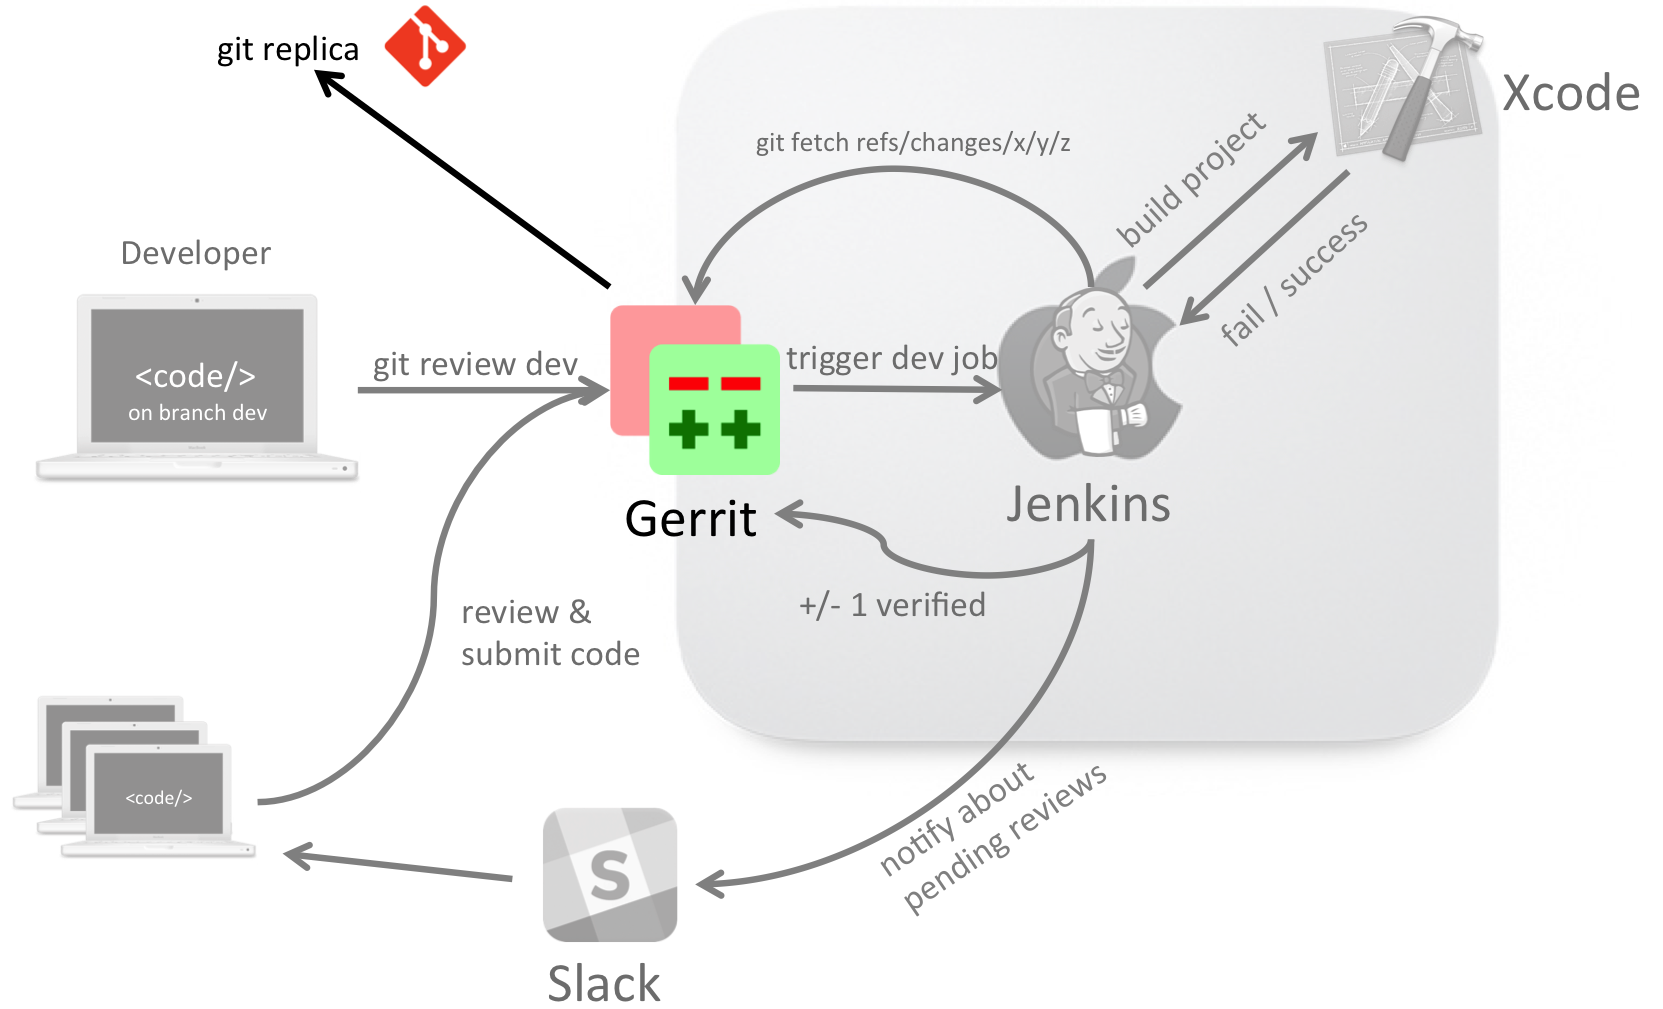 git replica
Xcode
git fetch refs/changes/x/y/z
build project
fail / success
Developer
<code/>
on branch dev
git review dev
trigger dev job
Gerrit
Jenkins
+/- 1 verified
review &
submit code
<code/>
notify about
pending reviews
S
Slack